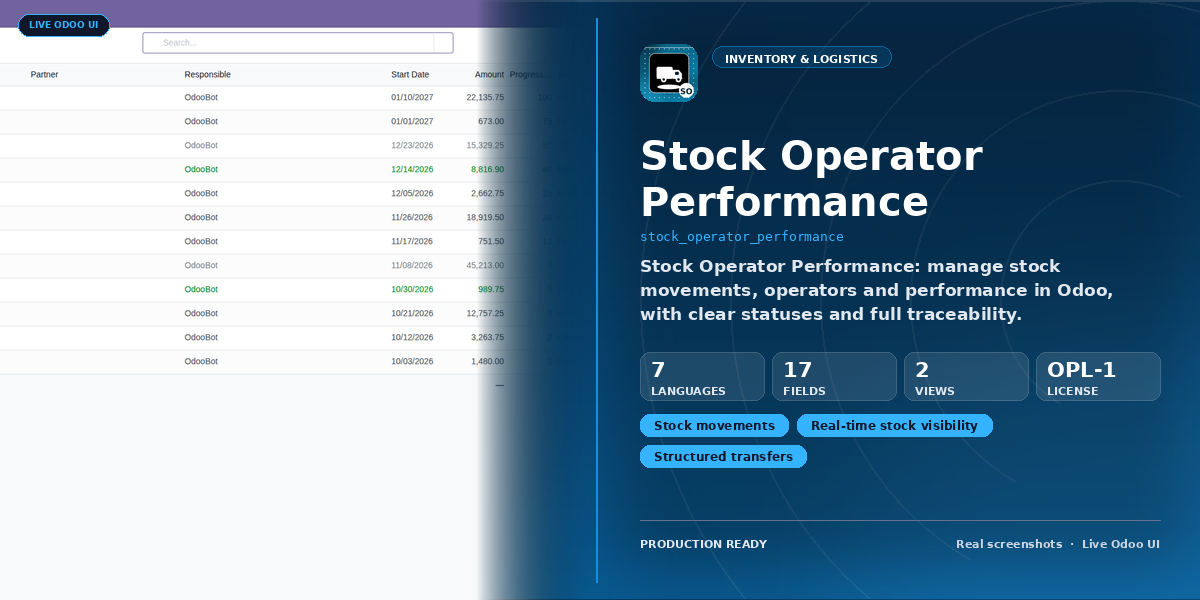 LIVE ODOO UI
Search...
Partner Responsible Start Date Amount Progress...
OdooBot 01/10/2027 22,135.75 100
OdooBot 01/01/2027 673.00
OdooBot 12/23/2026 15,329.25
OdooBot 12/14/2026 8,816.90
OdooBot 12/05/2026 2,662.75
OdooBot 11/26/2026 18,919.50
OdooBot 11/17/2026 751.50
OdooBot 11/08/2026 45,213.00
OdooBot 10/30/2026 989.75
OdooBot 10/21/2026 12,757.25
OdooBot 10/12/2026 3,263.75
OdooBot 10/03/2026 1,480.00
—
SO
INVENTORY & LOGISTICS
Stock Operator
Performance
stock_operator_performance
Stock Operator Performance: manage stock
movements, operators and performance in Odoo,
with clear statuses and full traceability.
7 17 2 OPL-1
LANGUAGES FIELDS VIEWS LICENSE
Stock movements Real-time stock visibility
Structured transfers
PRODUCTION READY Real screenshots · Live Odoo UI